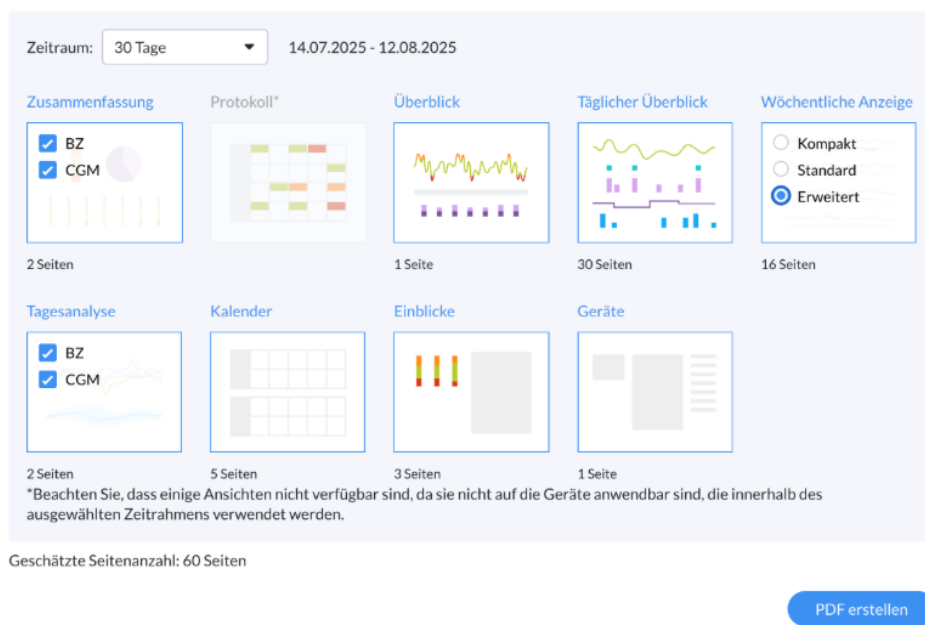 Zeitraum: 30 Tage 14.07.2025 - 12.08.2025
Zusammenfassung Protokoll* Überblick Täglicher Überblick Wöchentliche Anzeige
BZ
CGM
Kompakt
Standard
Erweitert
2 Seiten 1 Seite 30 Seiten 16 Seiten
Tagesanalyse Kalender Einblicke Geräte
BZ
CGM
2 Seiten 5 Seiten 3 Seiten 1 Seite
*Beachten Sie, dass einige Ansichten nicht verfügbar sind, da sie nicht auf die Geräte anwendbar sind, die innerhalb des
ausgewählten Zeitrahmens verwendet werden.
Geschätzte Seitenanzahl: 60 Seiten
PDF erstellen